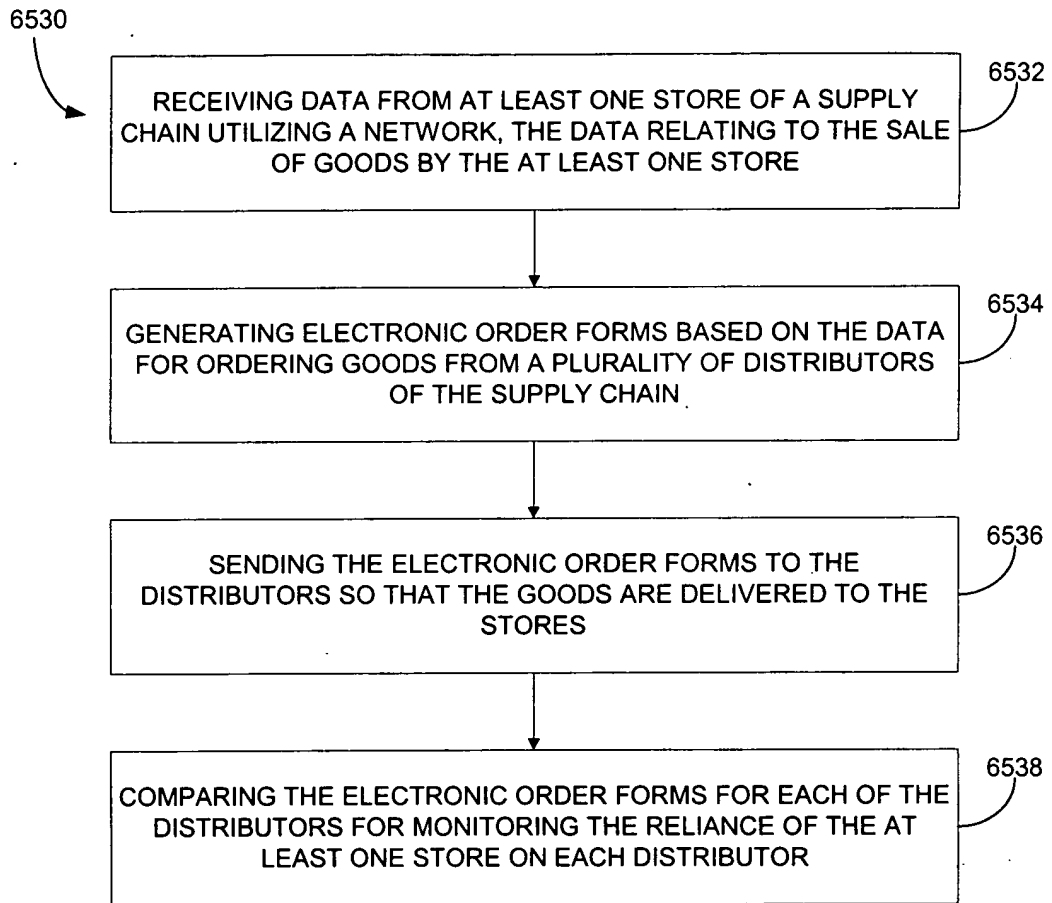 6530
6532
RECEIVING DATA FROM AT LEAST ONE STORE OF A SUPPLY
CHAIN UTILIZING A NETWORK, THE DATA RELATING TO THE SALE
OF GOODS BY THE AT LEAST ONE STORE
6534
GENERATING ELECTRONIC ORDER FORMS BASED ON THE DATA
FOR ORDERING GOODS FROM A PLURALITY OF DISTRIBUTORS
OF THE SUPPLY CHAIN
6536
SENDING THE ELECTRONIC ORDER FORMS TO THE
DISTRIBUTORS SO THAT THE GOODS ARE DELIVERED TO THE
STORES
6538
COMPARING THE ELECTRONIC ORDER FORMS FOR EACH OF THE
DISTRIBUTORS FOR MONITORING THE RELIANCE OF THE AT
LEAST ONE STORE ON EACH DISTRIBUTOR